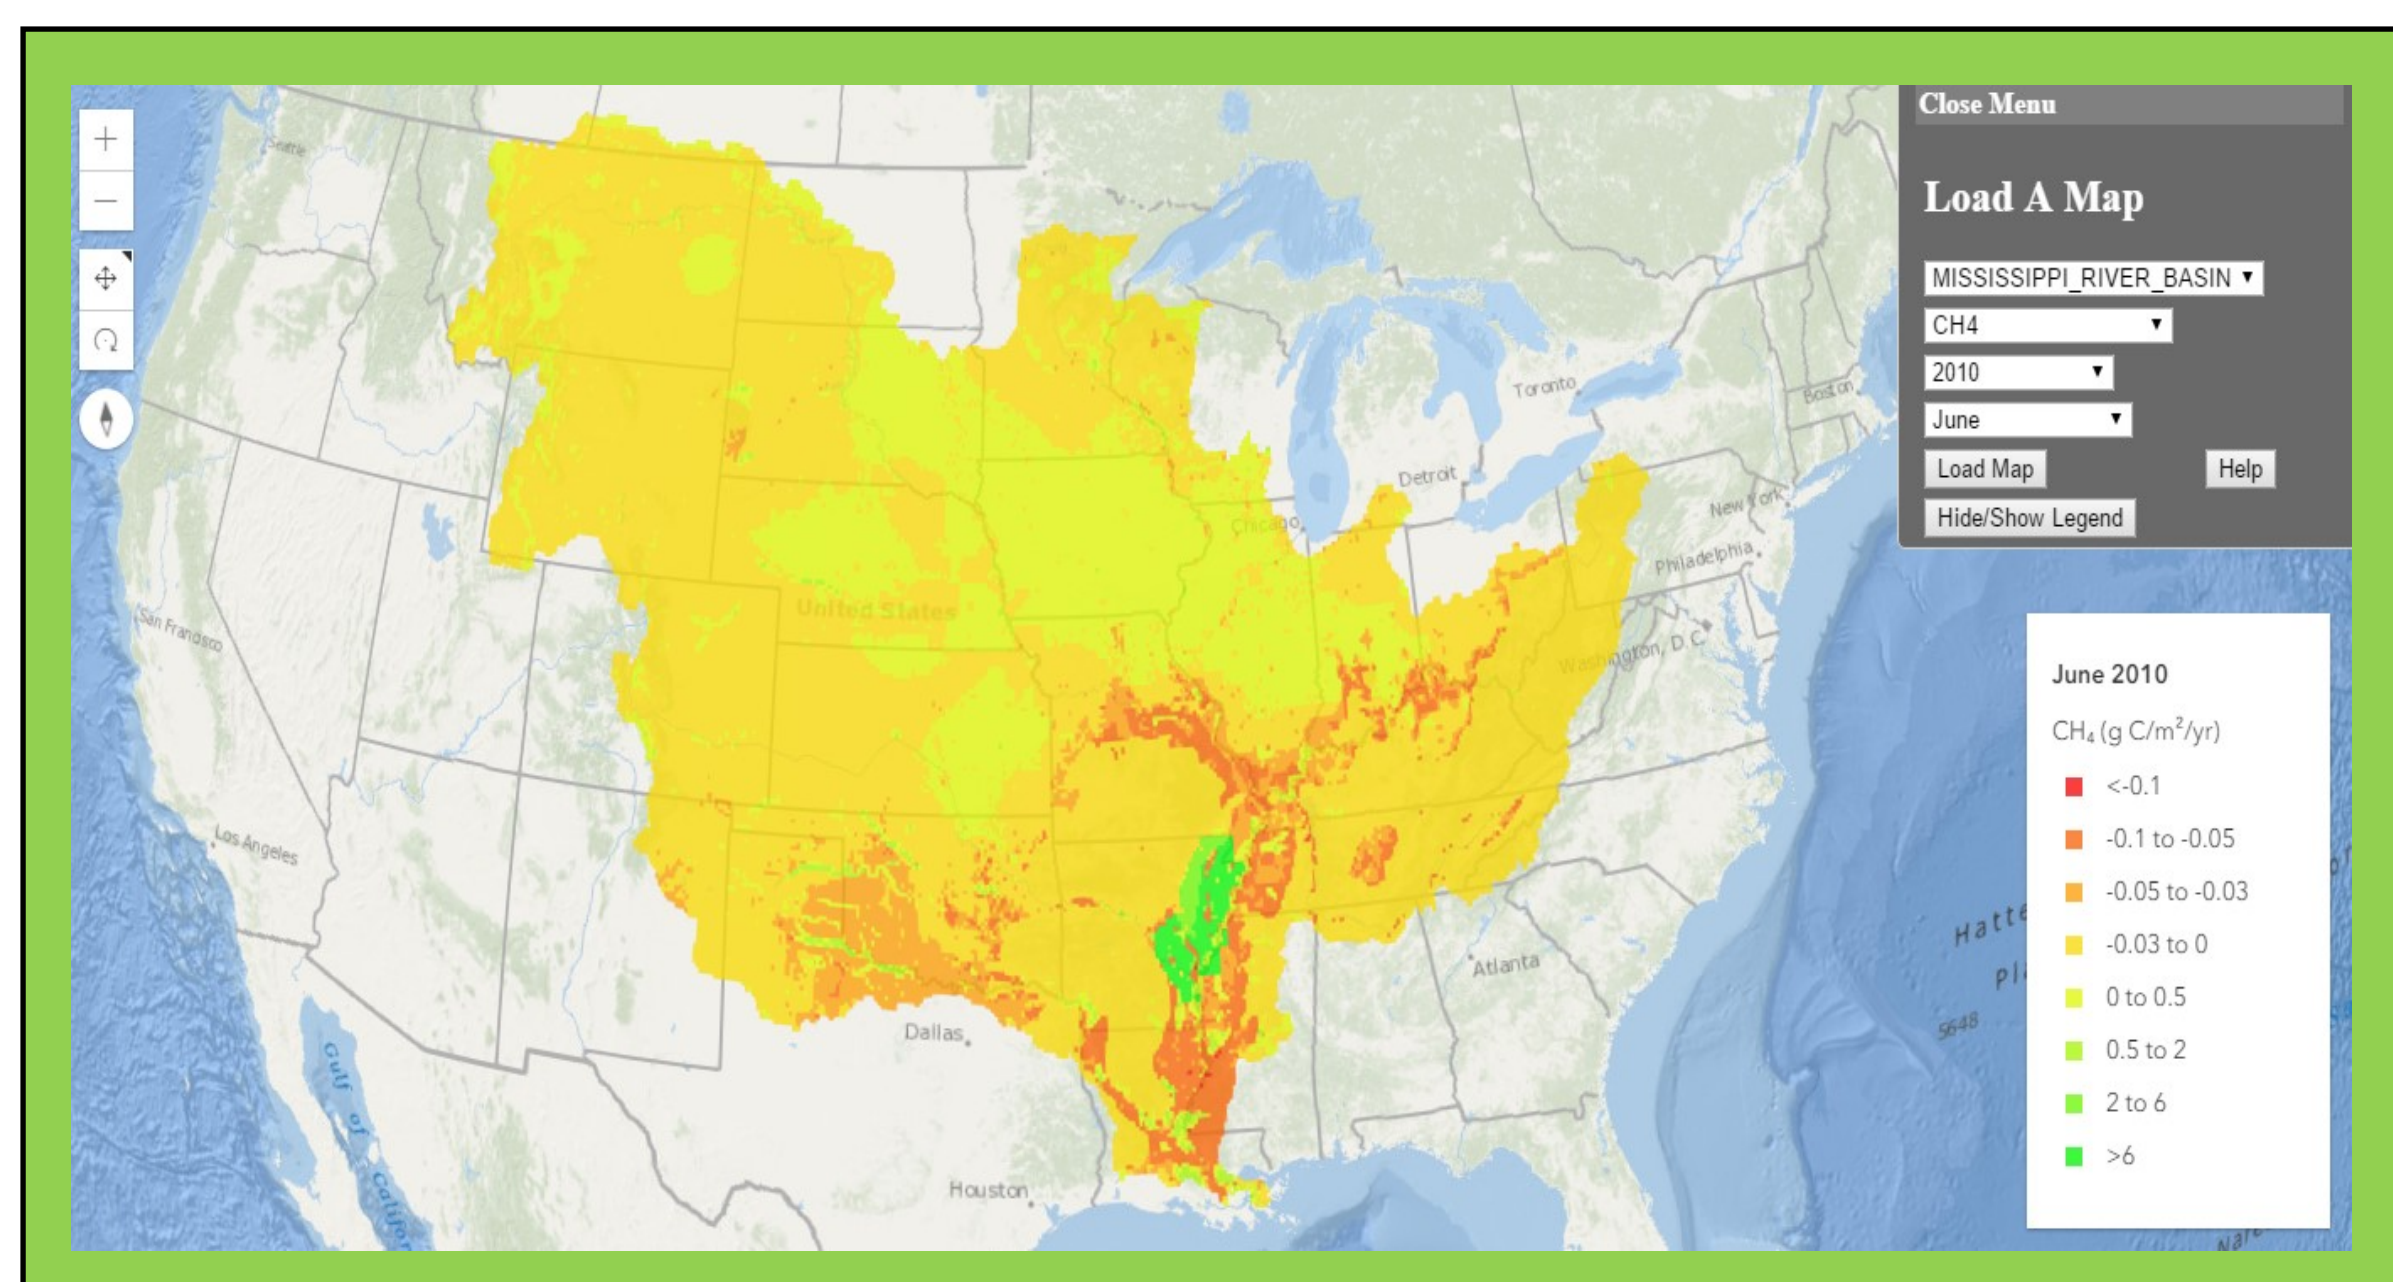 Close Menu
Load A Map
MISSISSIPPI_RIVER_BASIN
CH4
2010
June
Load Map
Help
Hide/Show Legend
Seattle
Toronto
Boston
Detroit
Chicago
New York
Philadelphia
United States
San Francisco
Washington, D.C.
Los Angeles
Atlanta
Dallas
Houston
Gulf of Californ
Hatte
pl
5648
June 2010
CH₄ (g C/m²/yr)
<-0.1
-0.1 to -0.05
-0.05 to -0.03
-0.03 to 0
0 to 0.5
0.5 to 2
2 to 6
>6